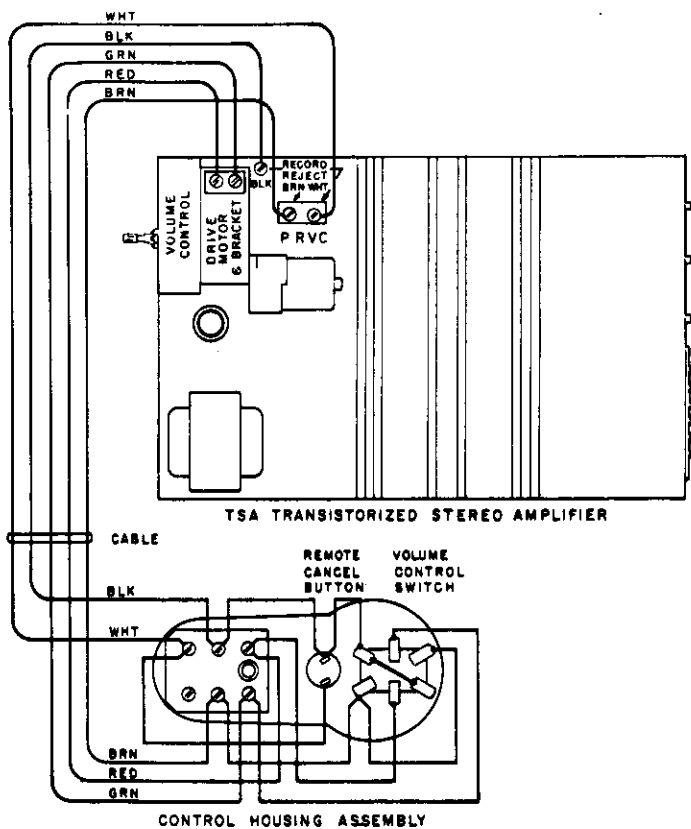 WHT
BLK
GRN
RED
BRN
VOLUME
CONTROL
DRIVE
MOTOR
& BRACKET
BLK
RECORD
REJECT
BRN WHT
PRVC
TSA TRANSISTORIZED STEREO AMPLIFIER
CABLE
REMOTE
CANCEL
BUTTON
VOLUME
CONTROL
SWITCH
BLK
WHT
BRN
RED
GRN
CONTROL HOUSING ASSEMBLY